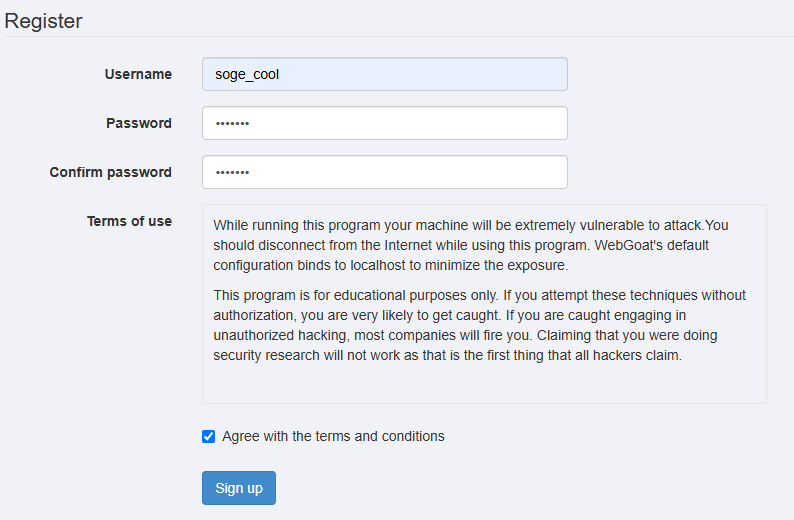 Register
Username soge_cool
Password •••••••
Confirm password •••••••
Terms of use
While running this program your machine will be extremely vulnerable to attack.You
should disconnect from the Internet while using this program. WebGoat's default
configuration binds to localhost to minimize the exposure.
This program is for educational purposes only. If you attempt these techniques without
authorization, you are very likely to get caught. If you are caught engaging in
unauthorized hacking, most companies will fire you. Claiming that you were doing
security research will not work as that is the first thing that all hackers claim.
Agree with the terms and conditions
Sign up